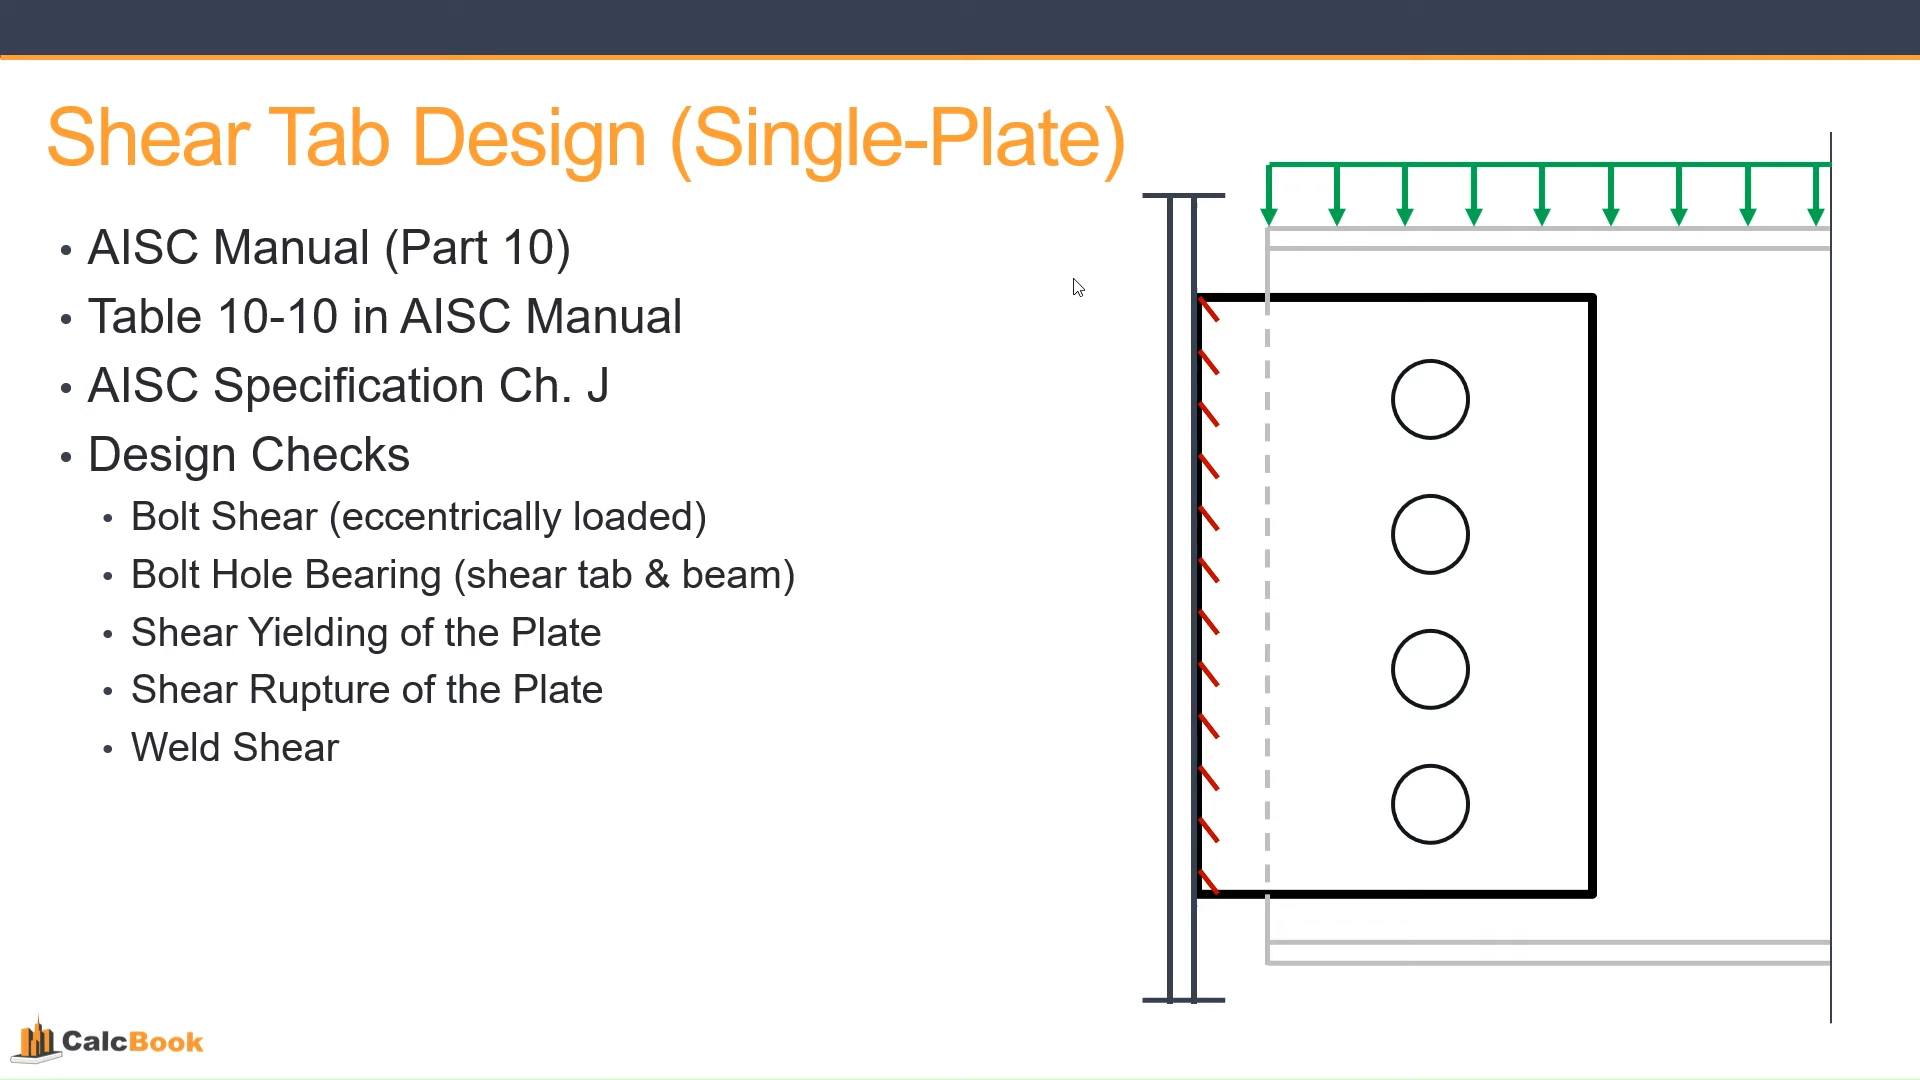 Shear Tab Design (Single-Plate)
• AISC Manual (Part 10)
• Table 10-10 in AISC Manual
• AISC Specification Ch. J
• Design Checks
• Bolt Shear (eccentrically loaded)
• Bolt Hole Bearing (shear tab & beam)
• Shear Yielding of the Plate
• Shear Rupture of the Plate
• Weld Shear
CalcBook